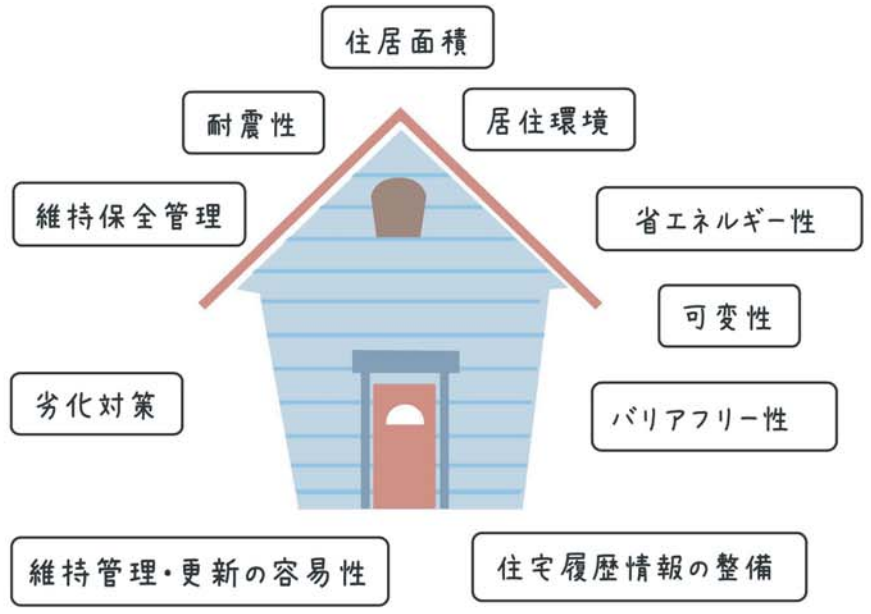 住居面積
耐震性
居住環境
維持保全管理
省エネルギー性
可変性
劣化対策
バリアフリー性
維持管理・更新の容易性
住宅履歴情報の整備